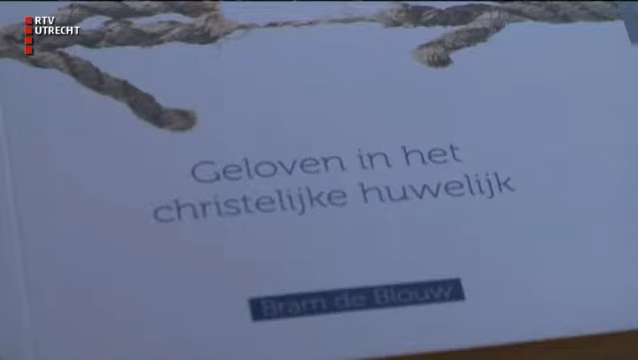 RTV
UTRECHT
Geloven in het
christelijke huwelijk
Bram de Blouw